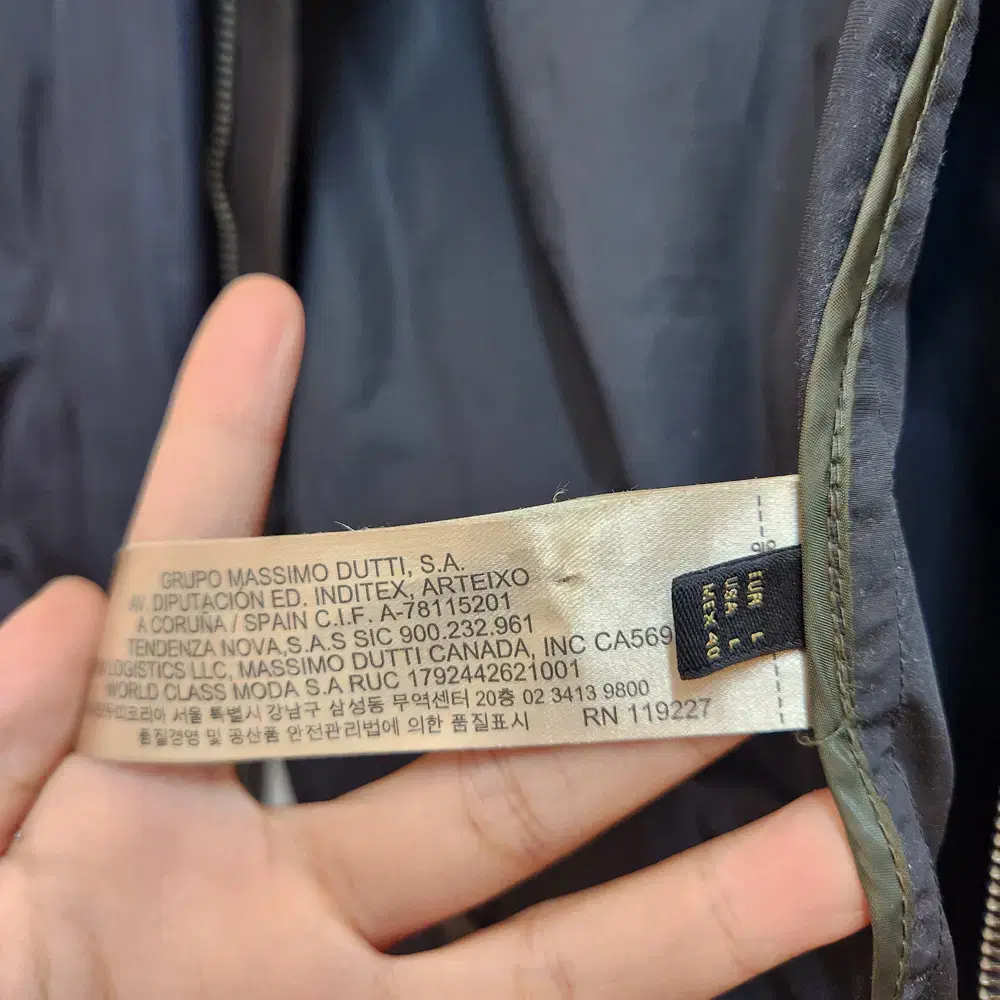 GRUPO MASSIMO DUTTI, S.A.
AV. DIPUTACIÓN ED. INDITEX, ARTEIXO
A CORUÑA / SPAIN C.I.F. A-78115201
TENDENZA NOVA,S.A.S SIC 900.232.961
LOGISTICS LLC, MASSIMO DUTTI CANADA, INC CA569
WORLD CLASS MODA S.A RUC 1792442621001
서울 특별시 강남구 삼성동 무역센터 20층 02 3413 9800
품질경영 및 공산품 안전관리법에 의한 품질표시 RN 119227
EUR L
USA L
MEX 40